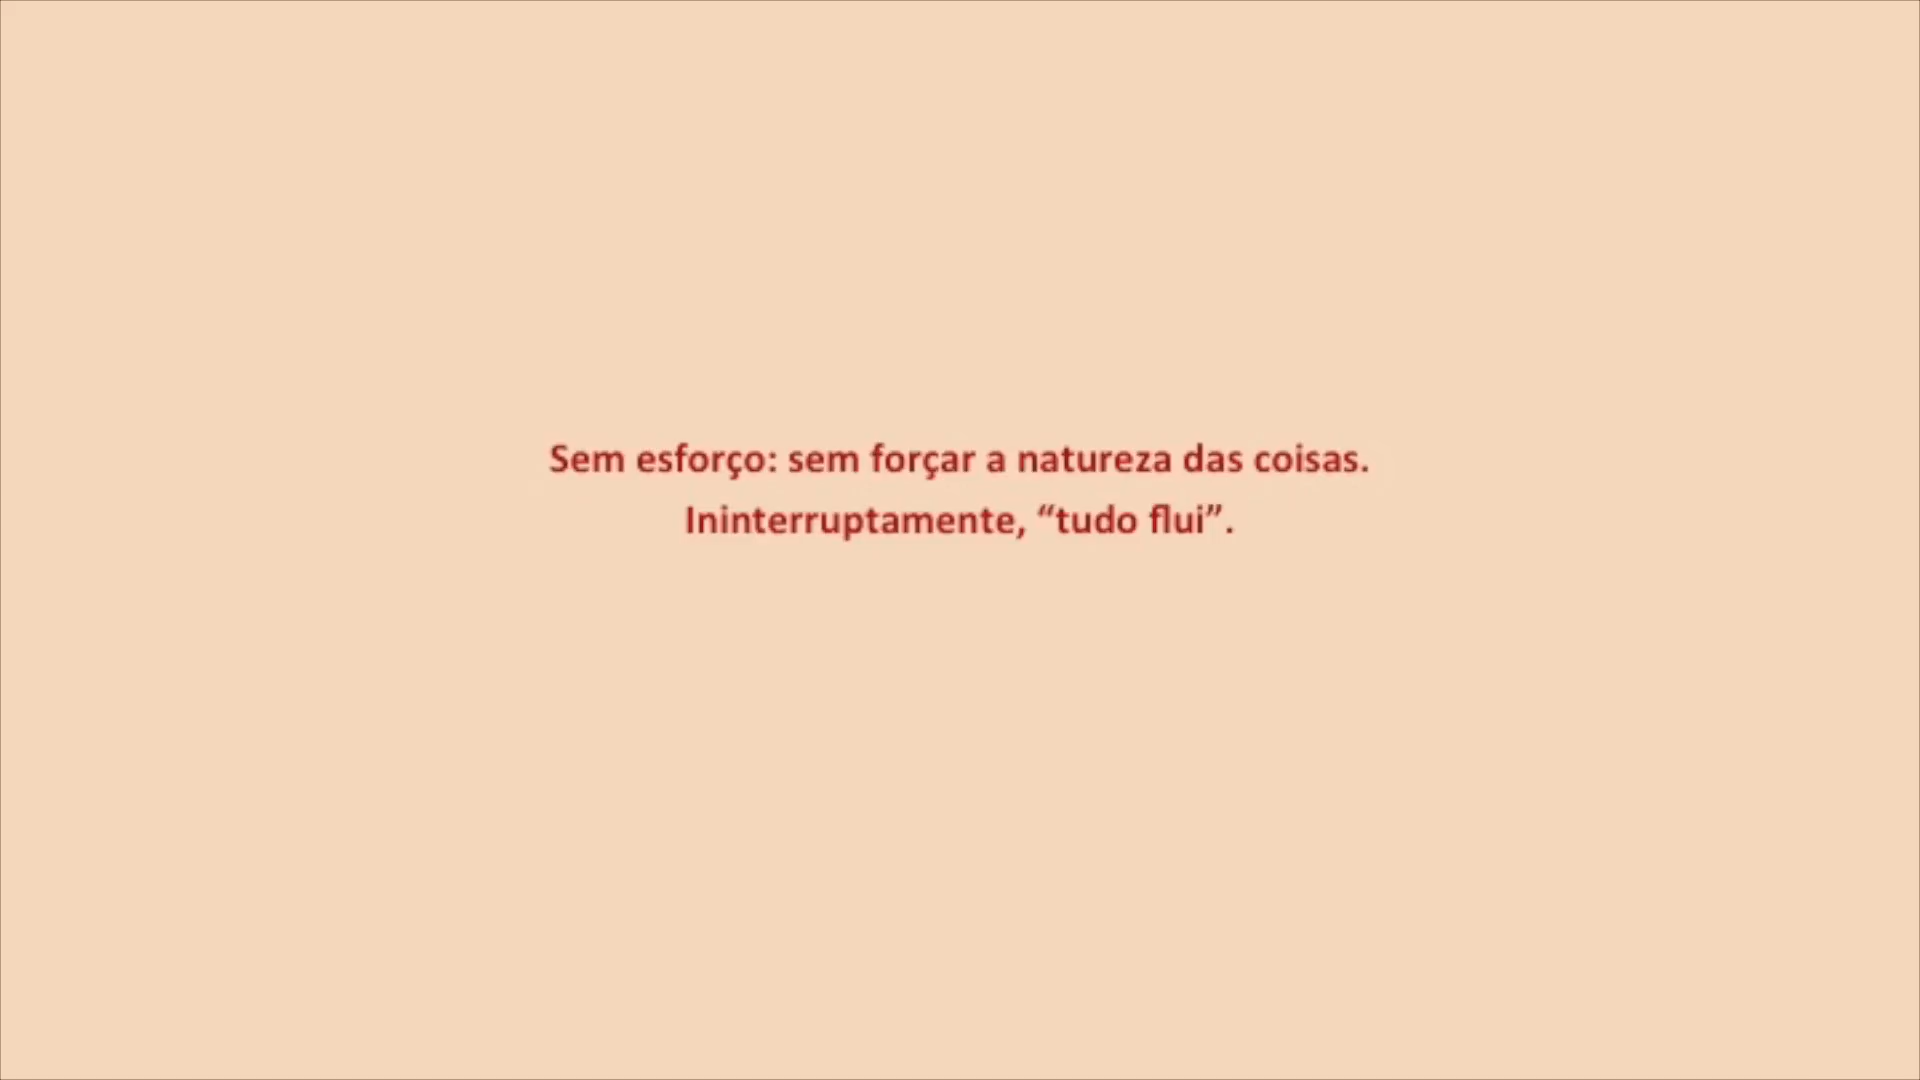 Sem esforço: sem forçar a natureza das coisas.
Ininterruptamente, “tudo flui”.